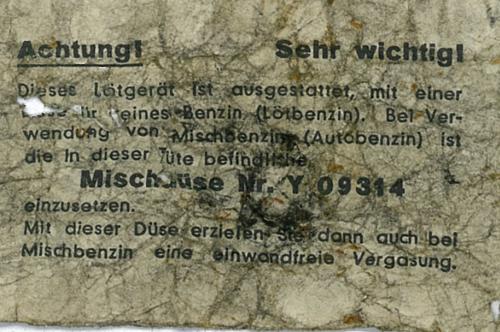 Achtung! Sehr wichtig!
Dieses Lötgerät ist ausgestattet, mit einer
für reines Benzin (Lötbenzin). Bei Ver-
wendung von Mischbenzin (Autobenzin) ist
die in dieser Tüte befindliche
Mischdüse Nr. Y 09314
einzusetzen.
Mit dieser Düse erzielen Sie dann auch bei
Mischbenzin eine einwandfreie Vergasung.